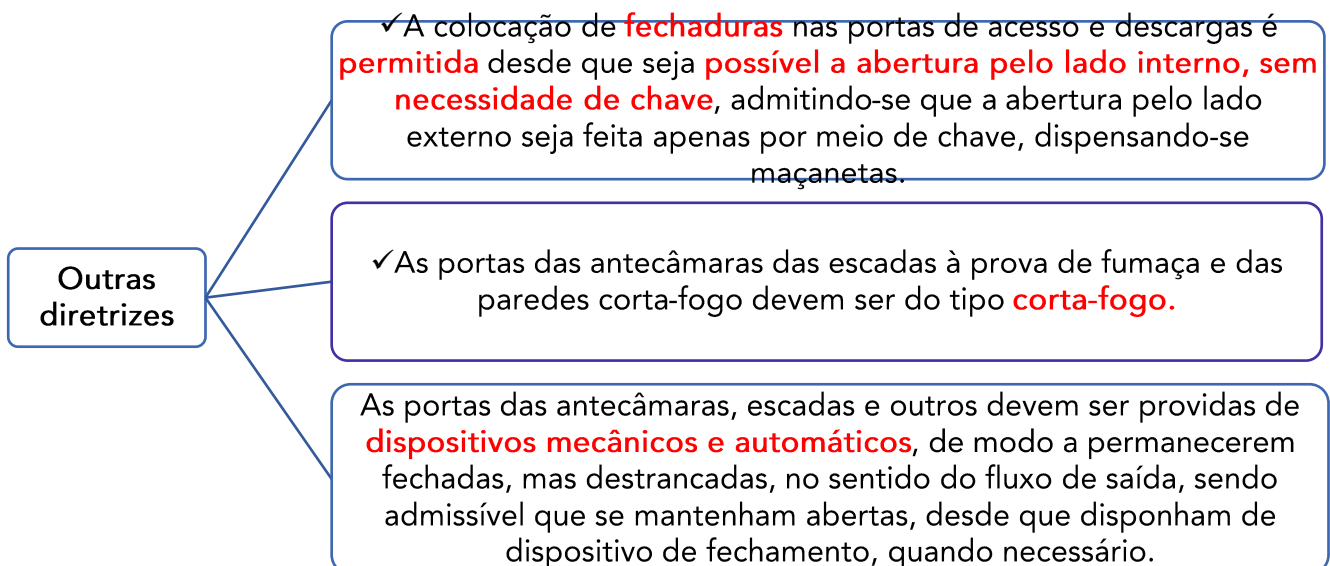 ✓A colocação de fechaduras nas portas de acesso e descargas é
permitida desde que seja possível a abertura pelo lado interno, sem
necessidade de chave, admitindo-se que a abertura pelo lado
externo seja feita apenas por meio de chave, dispensando-se
maçanetas.
Outras
diretrizes
✓As portas das antecâmaras das escadas à prova de fumaça e das
paredes corta-fogo devem ser do tipo corta-fogo.
As portas das antecâmaras, escadas e outros devem ser providas de
dispositivos mecânicos e automáticos, de modo a permanecerem
fechadas, mas destrancadas, no sentido do fluxo de saída, sendo
admissível que se mantenham abertas, desde que disponham de
dispositivo de fechamento, quando necessário.